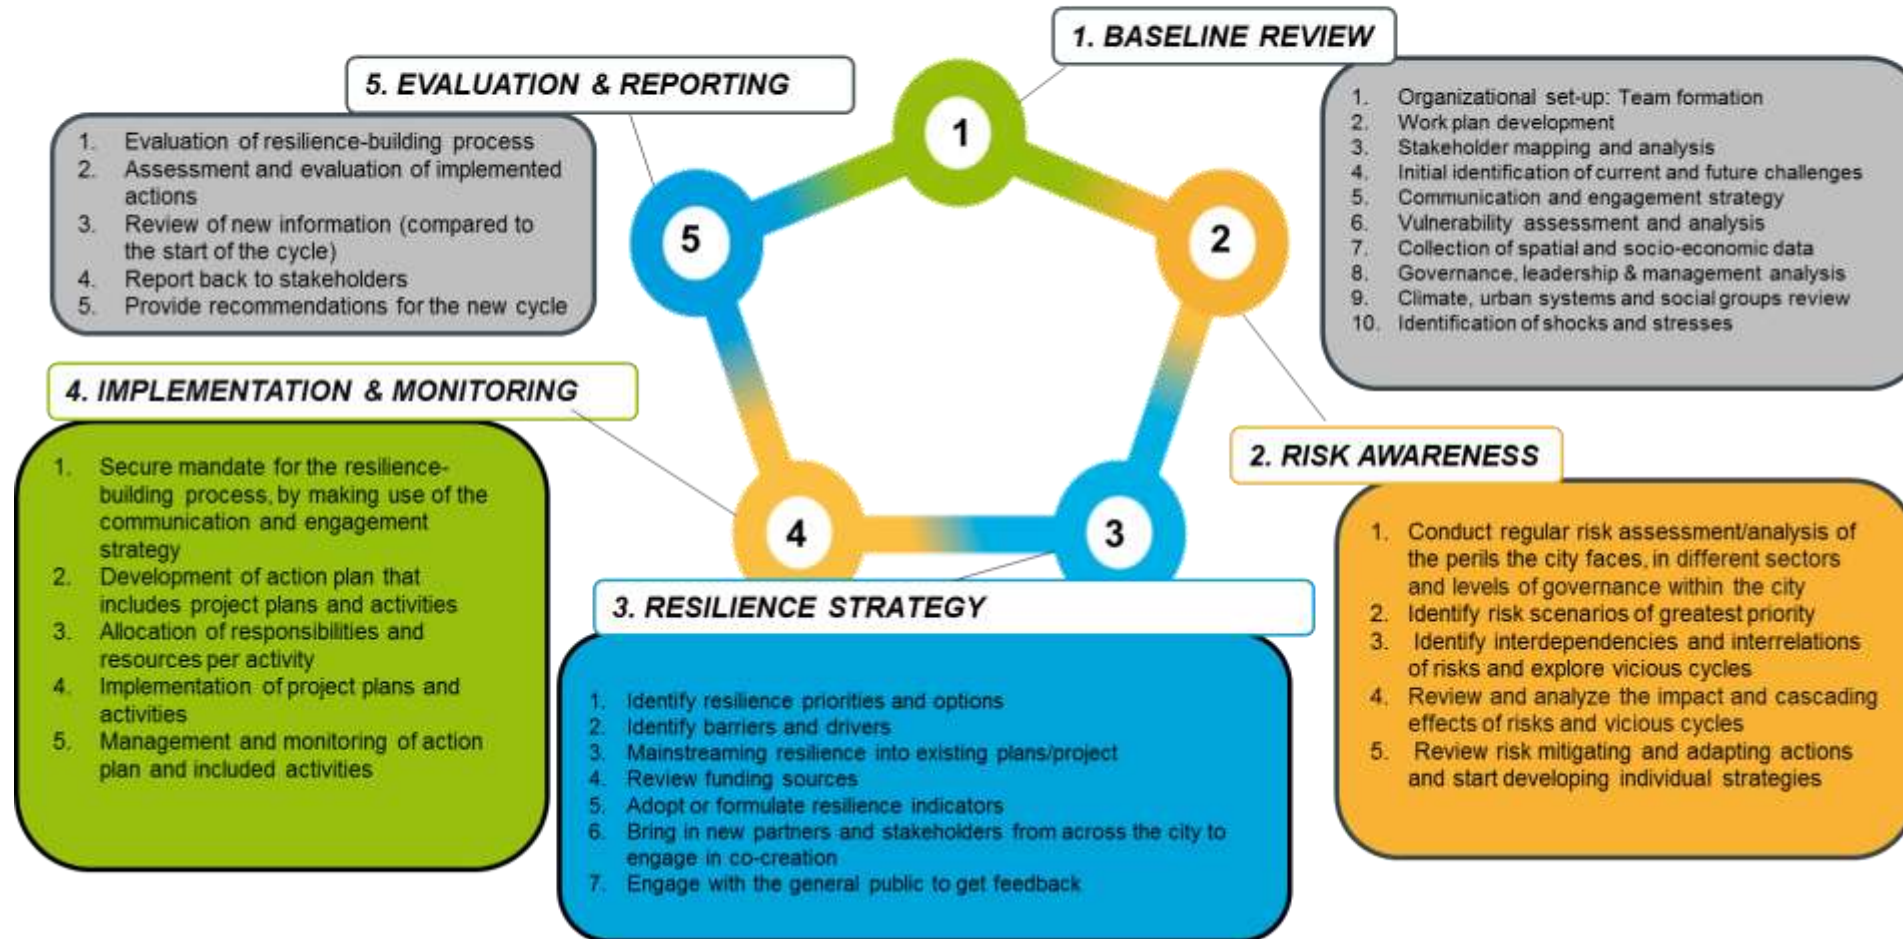 1. BASELINE REVIEW
1. Organizational set-up: Team formation
2. Work plan development
3. Stakeholder mapping and analysis
4. Initial identification of current and future challenges
5. Communication and engagement strategy
6. Vulnerability assessment and analysis
7. Collection of spatial and socio-economic data
8. Governance, leadership & management analysis
9. Climate, urban systems and social groups review
10. Identification of shocks and stresses
2. RISK AWARENESS
1. Conduct regular risk assessment/analysis of
the perils the city faces, in different sectors
and levels of governance within the city
2. Identify risk scenarios of greatest priority
3. Identify interdependencies and interrelations
of risks and explore vicious cycles
4. Review and analyze the impact and cascading
effects of risks and vicious cycles
5. Review risk mitigating and adapting actions
and start developing individual strategies
3. RESILIENCE STRATEGY
1. Identify resilience priorities and options
2. Identify barriers and drivers
3. Mainstreaming resilience into existing plans/project
4. Review funding sources
5. Adopt or formulate resilience indicators
6. Bring in new partners and stakeholders from across the city to
engage in co-creation
7. Engage with the general public to get feedback
4. IMPLEMENTATION & MONITORING
1. Secure mandate for the resilience-
building process, by making use of the
communication and engagement
strategy
2. Development of action plan that
includes project plans and activities
3. Allocation of responsibilities and
resources per activity
4. Implementation of project plans and
activities
5. Management and monitoring of action
plan and included activities
5. EVALUATION & REPORTING
1. Evaluation of resilience-building process
2. Assessment and evaluation of implemented
actions
3. Review of new information (compared to
the start of the cycle)
4. Report back to stakeholders
5. Provide recommendations for the new cycle
1
2
3
4
5